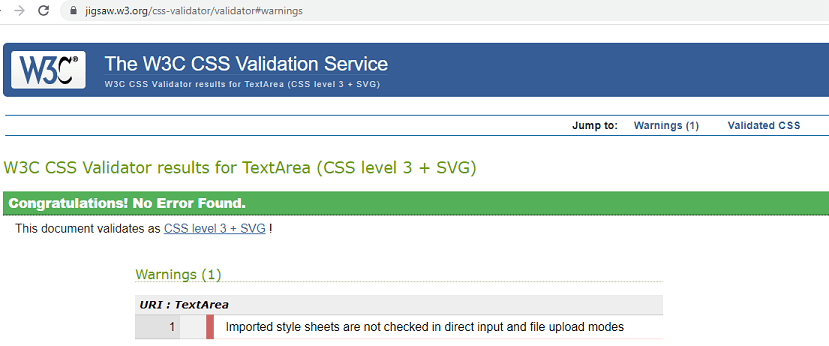 jigsaw.w3.org/css-validator/validator#warnings
W3C® The W3C CSS Validation Service
W3C CSS Validator results for TextArea (CSS level 3 + SVG)
Jump to: Warnings (1) Validated CSS
W3C CSS Validator results for TextArea (CSS level 3 + SVG)
Congratulations! No Error Found.
This document validates as CSS level 3 + SVG !
Warnings (1)
URI : TextArea
1 Imported style sheets are not checked in direct input and file upload modes